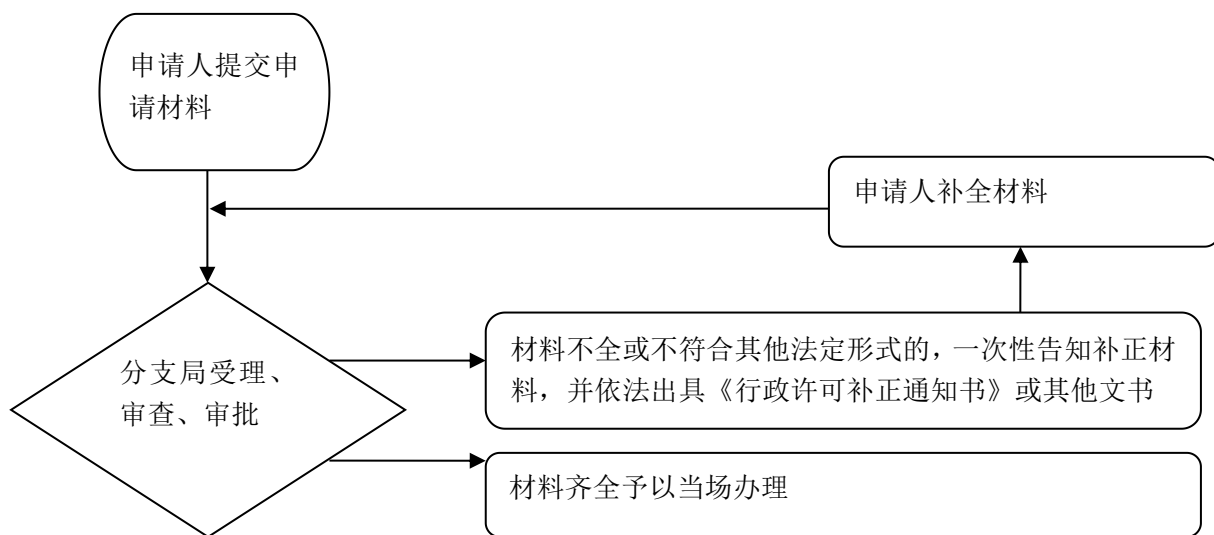 申请人提交申
请材料
申请人补全材料
分支局受理、
审查、审批
材料不全或不符合其他法定形式的，一次性告知补正材
料，并依法出具《行政许可补正通知书》或其他文书
材料齐全予以当场办理